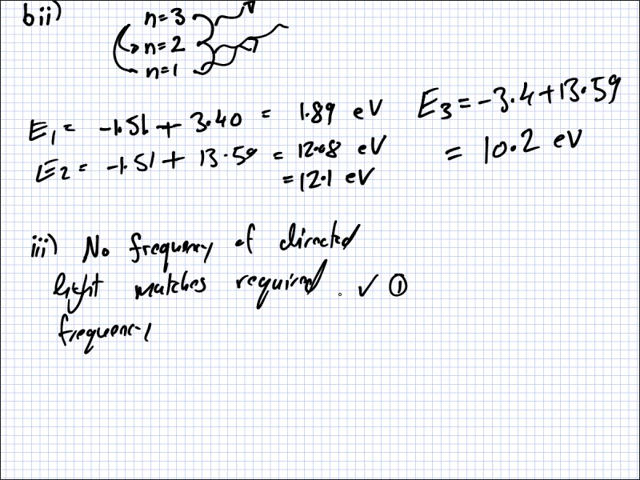 bii)
n=3
n=2
n=1
E₁ = -1.51 + 3.40 = 1.89 eV
E₂ = -1.51 + 13.59 = 12.08 eV
= 12.1 eV
E₃ = -3.4 + 13.59
= 10.2 eV
iii) No frequency of directed
light matches required. ✓ ①
frequency